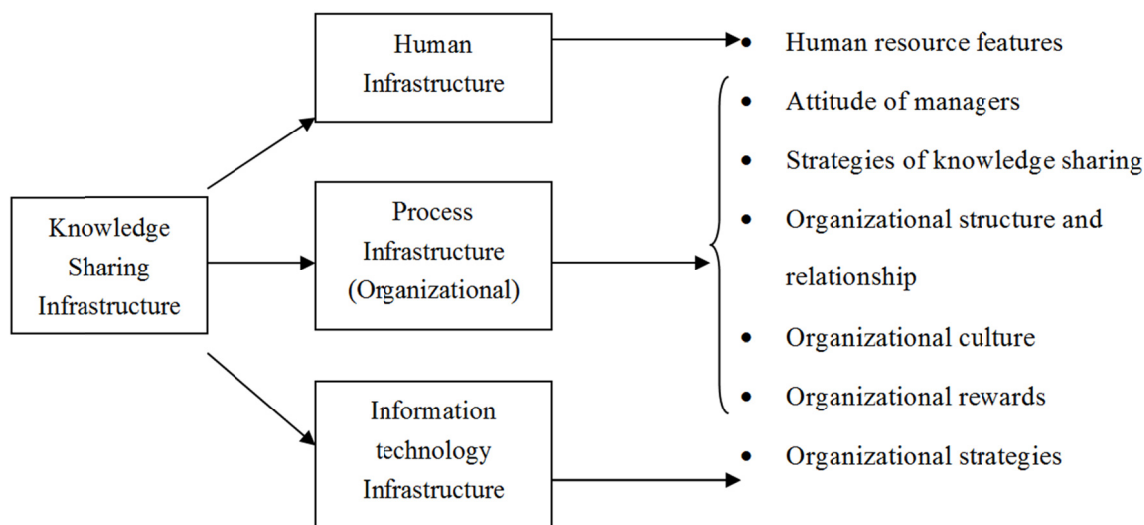 Knowledge
Sharing
Infrastructure
Human
Infrastructure
Process
Infrastructure
(Organizational)
Information
technology
Infrastructure
• Human resource features
• Attitude of managers
• Strategies of knowledge sharing
• Organizational structure and
relationship
• Organizational culture
• Organizational rewards
• Organizational strategies